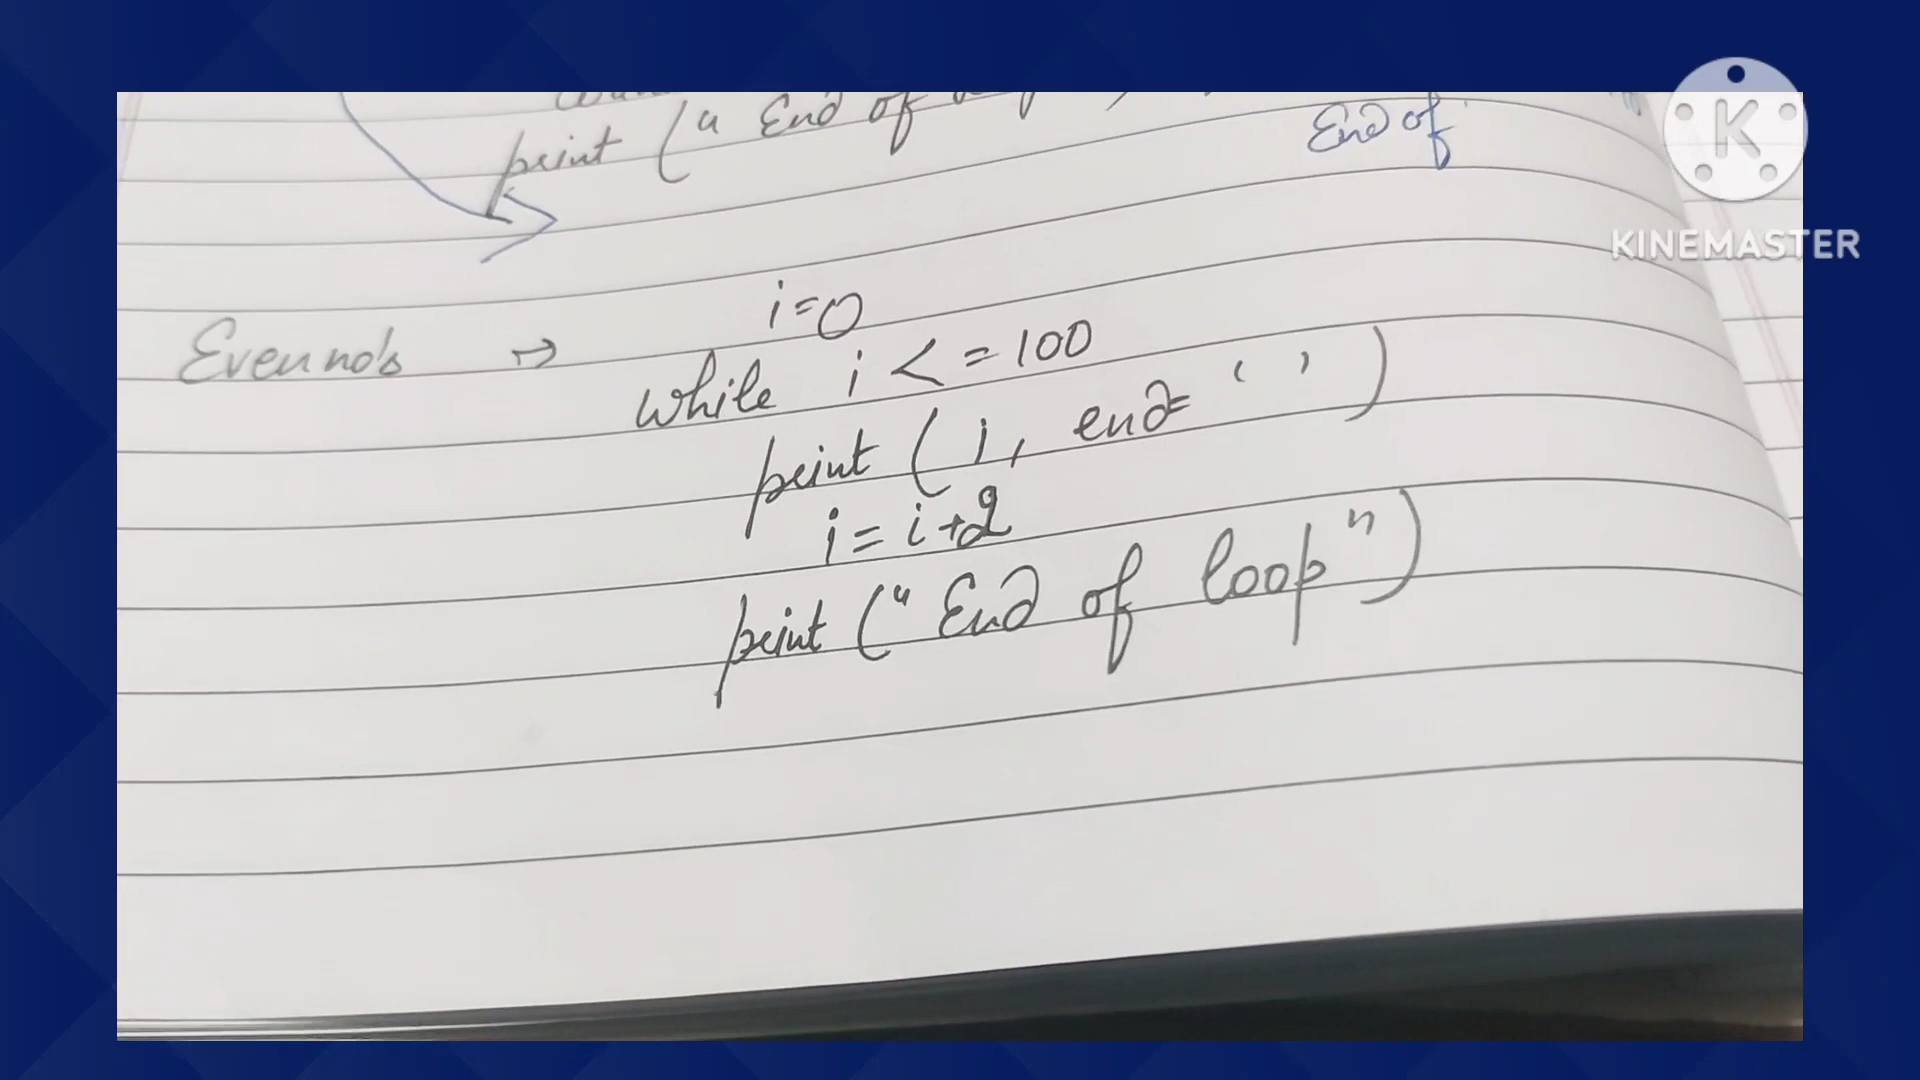 print (" End of
End of
KINEMASTER
i=0
Even no's → while i <= 100
print (i, end= ' ')
i = i+2
print (" End of loop")